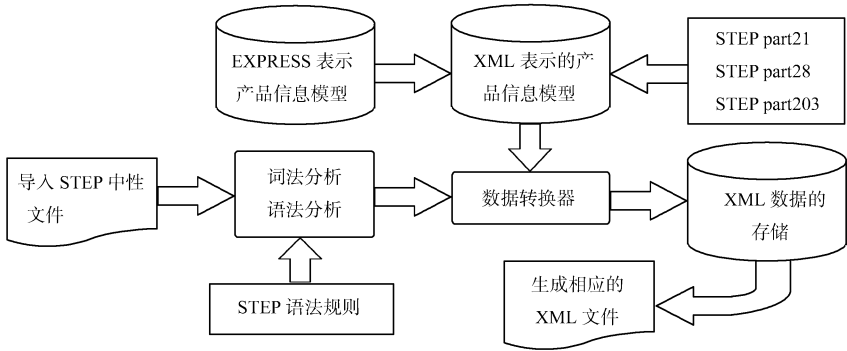 EXPRESS 表示
产品信息模型
XML 表示的产
品信息模型
STEP part21
STEP part28
STEP part203
导入 STEP 中性
文件
词法分析
语法分析
数据转换器
XML 数据的
存储
STEP 语法规则
生成相应的
XML 文件